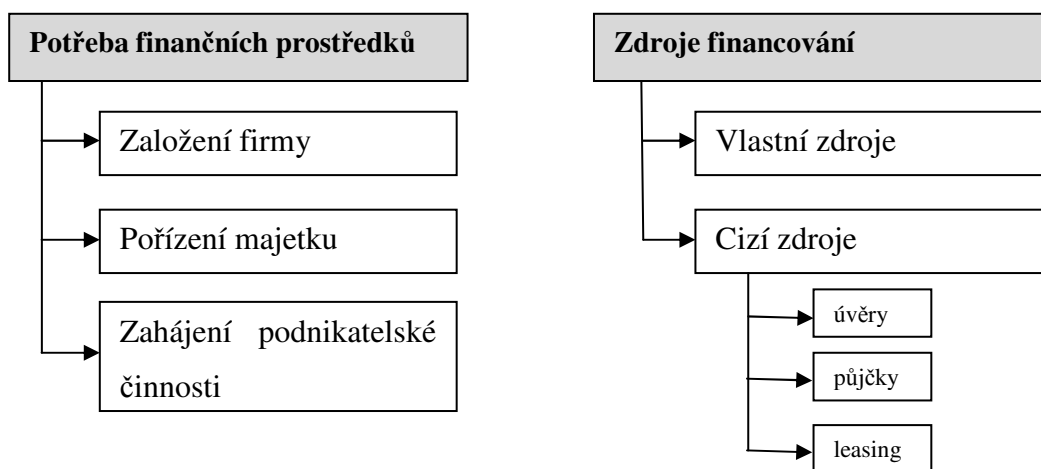 Potřeba finančních prostředků
Založení firmy
Pořízení majetku
Zahájení podnikatelské
činnosti
Zdroje financování
Vlastní zdroje
Cizí zdroje
úvěry
půjčky
leasing